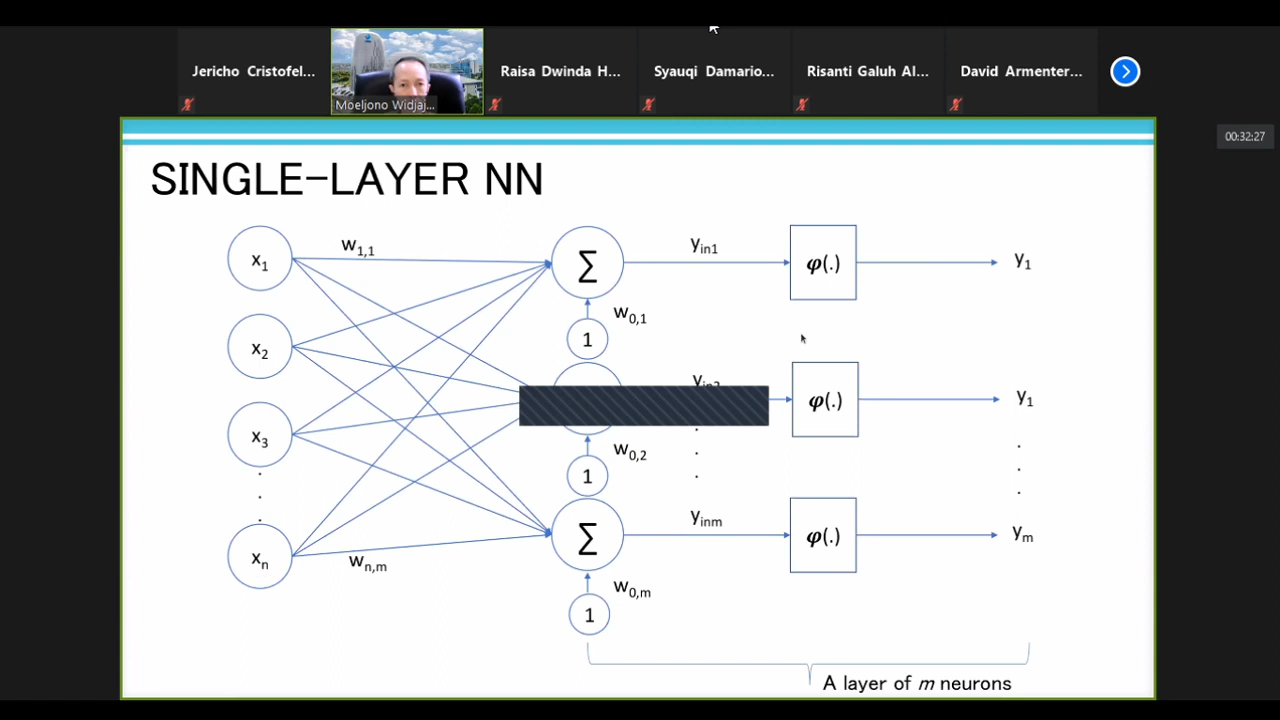 Jericho Cristofel...
Moeljono Widjaj...
Raisa Dwinda H...
Syauqi Damario...
Risanti Galuh Al...
David Armenter...
00:32:27
SINGLE-LAYER NN
x1
w1,1
∑
yin1
φ(.)
y1
w0,1
1
x2
yin2
φ(.)
y1
x3
w0,2
1
∑
yinm
φ(.)
ym
xn
wn,m
w0,m
1
A layer of m neurons